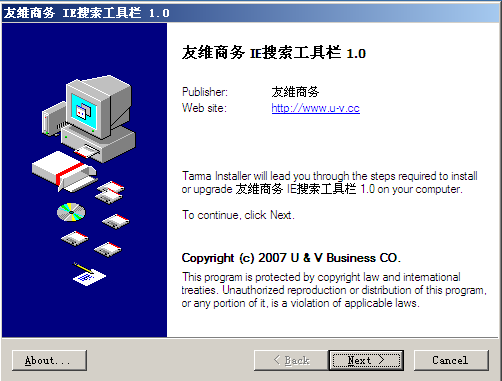 友维商务 IE搜索工具栏 1.0
友维商务 IE搜索工具栏 1.0
Publisher: 友维商务
Web site: http://www.u-v.cc
Tarma Installer will lead you through the steps required to install
or upgrade 友维商务 IE搜索工具栏 1.0 on your computer.
To continue, click Next.
Copyright (c) 2007 U & V Business CO.
This program is protected by copyright law and international
treaties. Unauthorized reproduction or distribution of this program,
or any portion of it, is a violation of applicable laws.
About... < Back Next > Cancel